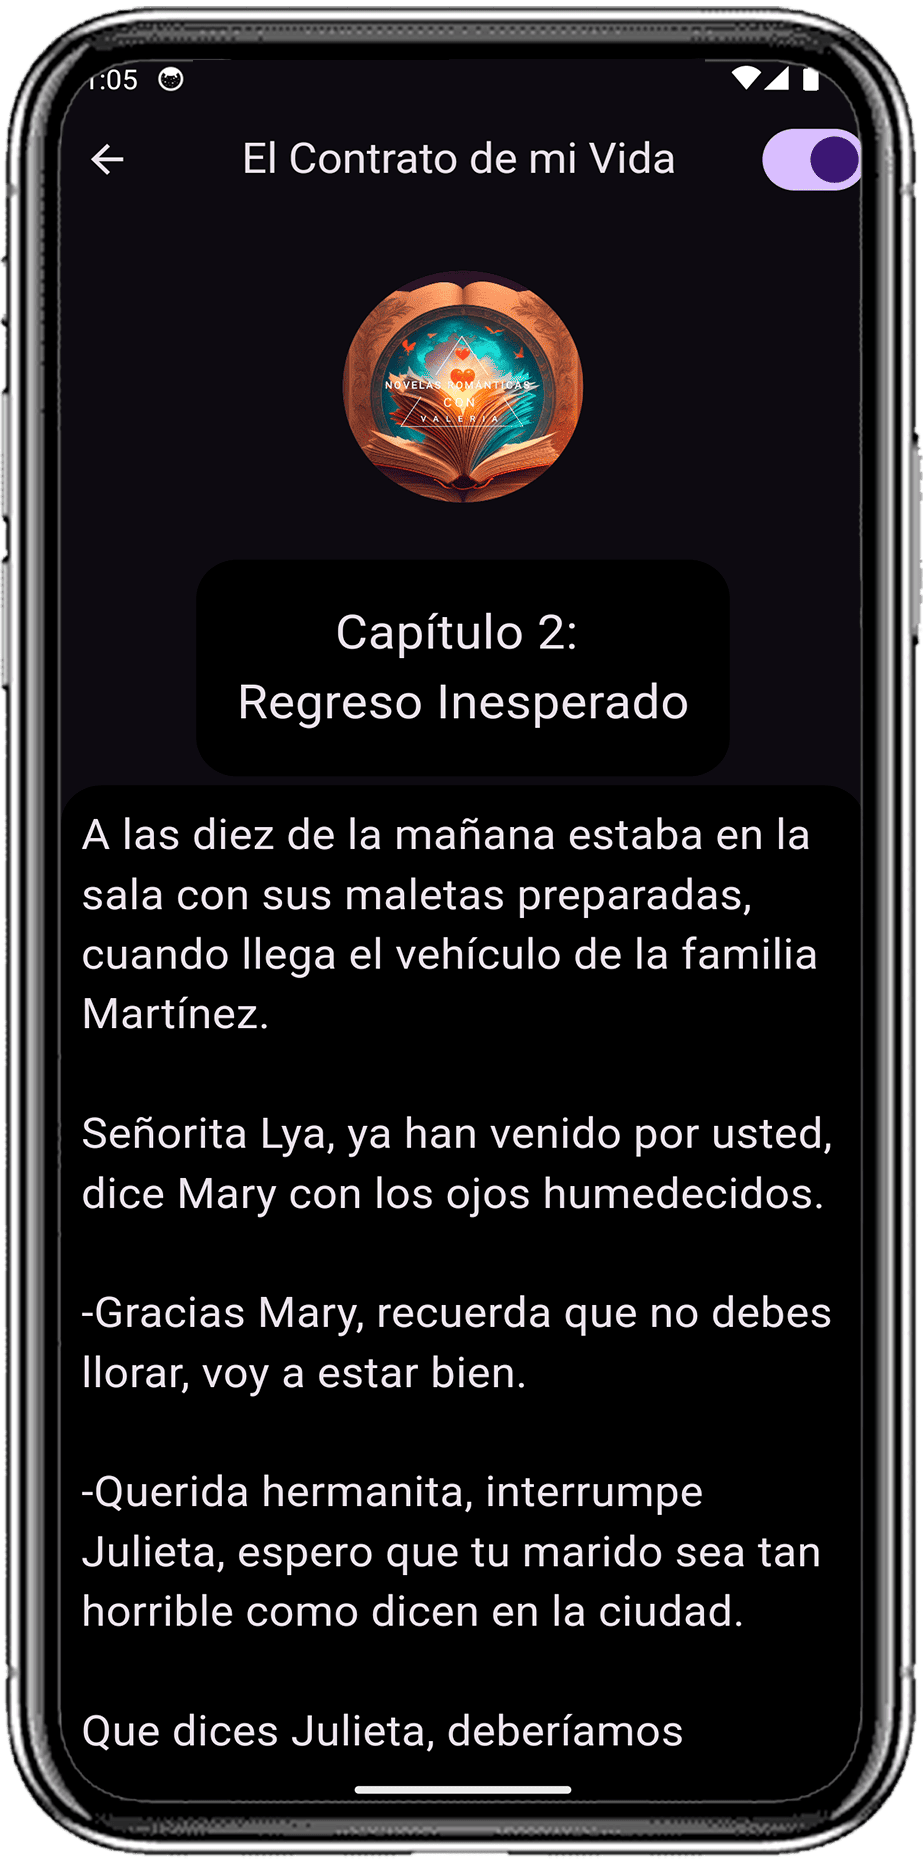 1:05
El Contrato de mi Vida
NOVELAS ROMÁNTICAS
CON
VALERIA
Capítulo 2:
Regreso Inesperado
A las diez de la mañana estaba en la
sala con sus maletas preparadas,
cuando llega el vehículo de la familia
Martínez.
Señorita Lya, ya han venido por usted,
dice Mary con los ojos humedecidos.
-Gracias Mary, recuerda que no debes
llorar, voy a estar bien.
-Querida hermanita, interrumpe
Julieta, espero que tu marido sea tan
horrible como dicen en la ciudad.
Que dices Julieta, deberíamos